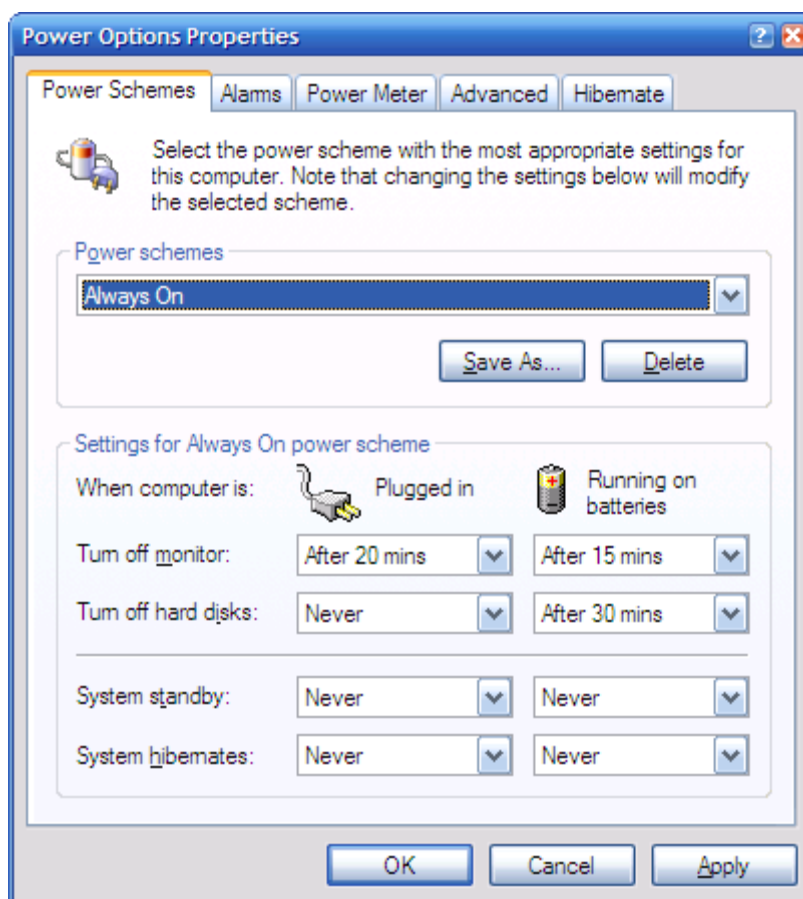 Power Options Properties
Power Schemes Alarms Power Meter Advanced Hibernate
Select the power scheme with the most appropriate settings for
this computer. Note that changing the settings below will modify
the selected scheme.
Power schemes
Always On
Save As... Delete
Settings for Always On power scheme
When computer is: Plugged in Running on
batteries
Turn off monitor: After 20 mins After 15 mins
Turn off hard disks: Never After 30 mins
System standby: Never Never
System hibernates: Never Never
OK Cancel Apply